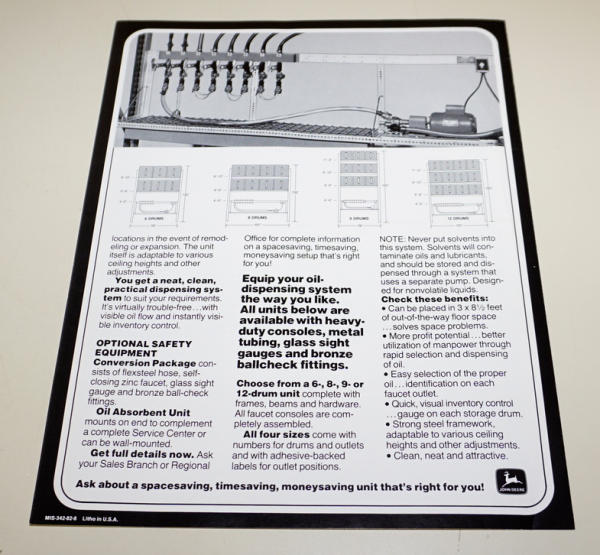 6 DRUMS
8 DRUMS
9 DRUMS
12 DRUMS
locations in the event of remod-
eling or expansion. The unit
itself is adaptable to various
ceiling heights and other
adjustments.
You get a neat, clean,
practical dispensing sys-
tem to suit your requirements.
It's virtually trouble-free...with
visible oil flow and instantly visi-
ble inventory control.
OPTIONAL SAFETY
EQUIPMENT
Conversion Package con-
sists of flexsteel hose, self-
closing zinc faucet, glass sight
gauge and bronze ball-check
fittings.
Oil Absorbent Unit
mounts on end to complement
a complete Service Center or
can be wall-mounted.
Get full details now. Ask
your Sales Branch or Regional
Office for complete information
on a spacesaving, timesaving,
moneysaving setup that's right
for you!
Equip your oil-
dispensing system
the way you like.
All units below are
available with heavy-
duty consoles, metal
tubing, glass sight
gauges and bronze
ballcheck fittings.
Choose from a 6-, 8-, 9- or
12-drum unit complete with
frames, beams and hardware.
All faucet consoles are com-
pletely assembled.
All four sizes come with
numbers for drums and outlets
and with adhesive-backed
labels for outlet positions.
NOTE: Never put solvents into
this system. Solvents will con-
taminate oils and lubricants,
and should be stored and dis-
pensed through a system that
uses a separate pump. Design-
ed for nonvolatile liquids.
Check these benefits:
• Can be placed in 3 x 8½ feet
of out-of-the-way floor space
...solves space problems.
• More profit potential...better
utilization of manpower through
rapid selection and dispensing
of oil.
• Easy selection of the proper
oil...identification on each
faucet outlet.
• Quick, visual inventory control
...gauge on each storage drum.
• Strong steel framework,
adaptable to various ceiling
heights and other adjustments.
• Clean, neat and attractive.
Ask about a spacesaving, timesaving, moneysaving unit that's right for you!
JOHN DEERE
MIS-342-82-8 Litho in U.S.A.